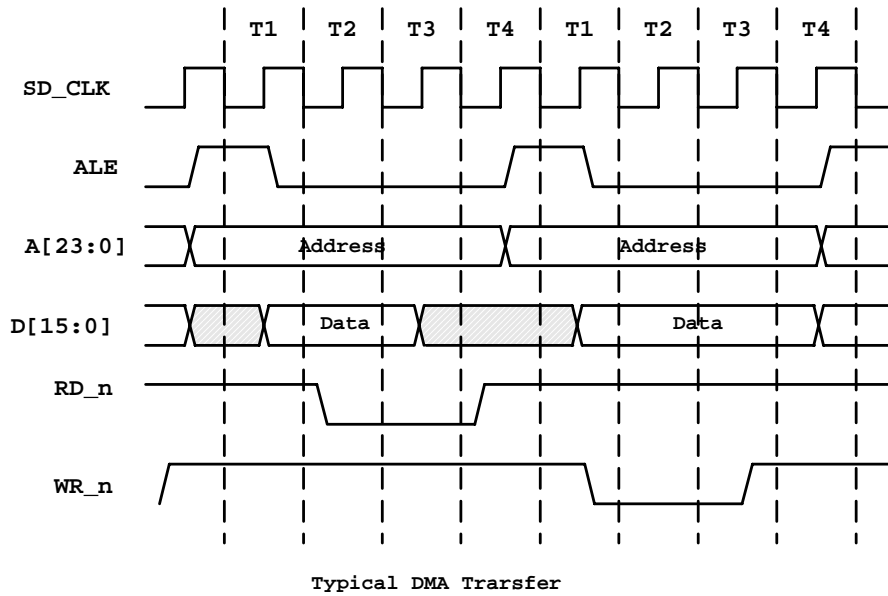 T1 T2 T3 T4 T1 T2 T3 T4
SD_CLK
ALE
A[23:0] Address Address
D[15:0] Data Data
RD_n
WR_n
Typical DMA Trarsfer